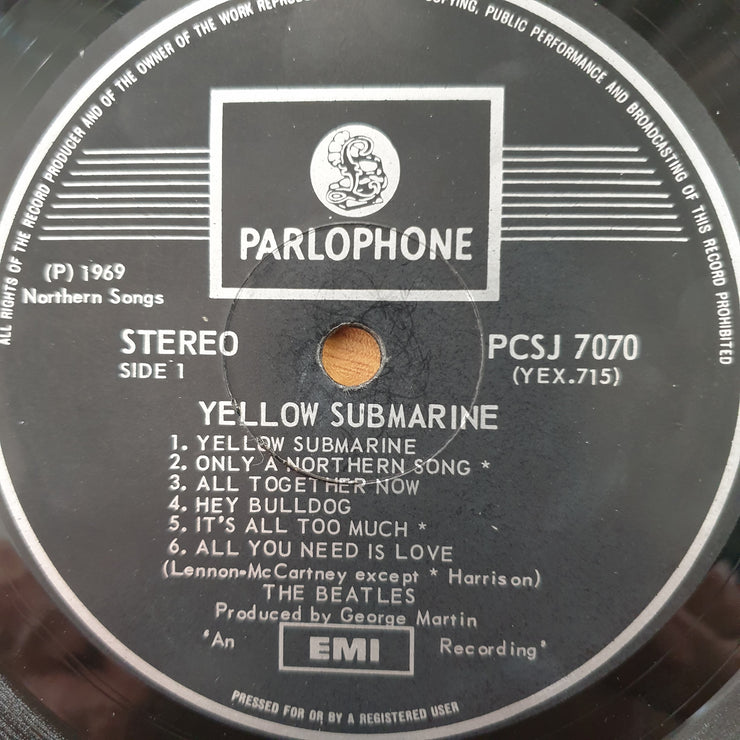 ALL RIGHTS OF THE RECORD PRODUCER AND OF THE OWNER OF THE WORK REPRODUCED
COPYING, PUBLIC PERFORMANCE AND BROADCASTING OF THIS RECORD PROHIBITED
PARLOPHONE
(P) 1969
Northern Songs
STEREO
SIDE 1
PCSJ 7070
(YEX.715)
YELLOW SUBMARINE
1. YELLOW SUBMARINE
2. ONLY A NORTHERN SONG *
3. ALL TOGETHER NOW
4. HEY BULLDOG
5. IT'S ALL TOO MUCH *
6. ALL YOU NEED IS LOVE
(Lennon-McCartney except * Harrison)
THE BEATLES
Produced by George Martin
'An EMI Recording'
PRESSED FOR OR BY A REGISTERED USER